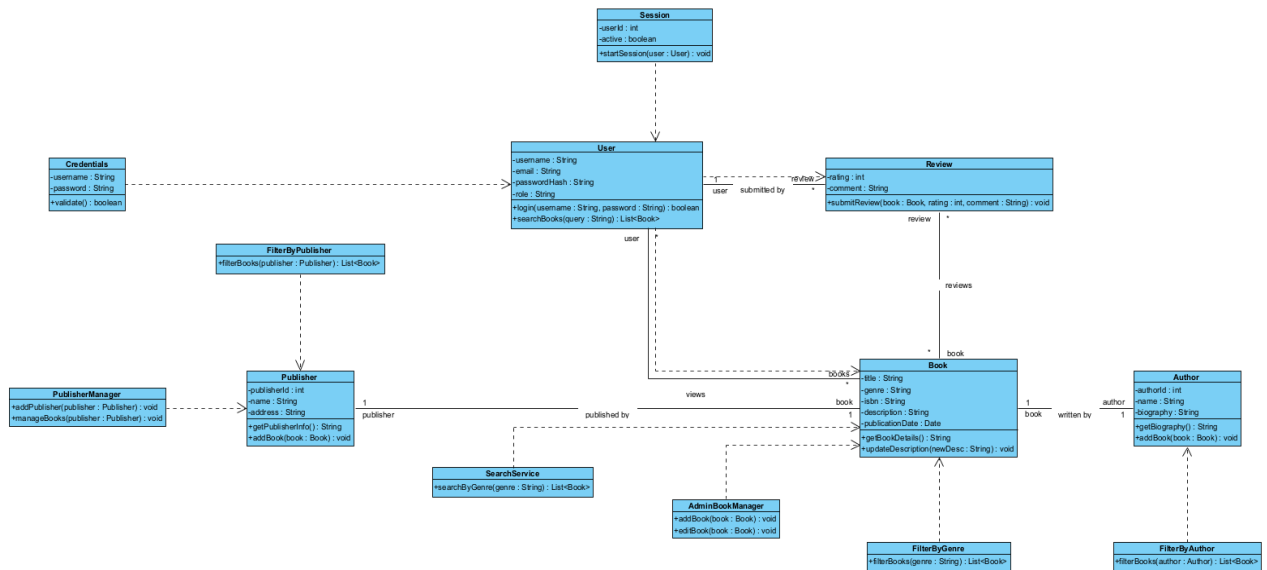 Session
-userId : int
-active : boolean
+startSession(user : User) : void
Credentials
-username : String
-password : String
+validate() : boolean
User
-username : String
-email : String
-passwordHash : String
-role : String
+login(username : String, password : String) : boolean
+searchBooks(query : String) : List<Book>
1
user
submitted by
review
*
Review
-rating : int
-comment : String
+submitReview(book : Book, rating : int, comment : String) : void
user
*
review
*
FilterByPublisher
+filterBooks(publisher : Publisher) : List<Book>
reviews
*
book
PublisherManager
+addPublisher(publisher : Publisher) : void
+manageBooks(publisher : Publisher) : void
Publisher
-publisherId : int
-name : String
-address : String
+getPublisherInfo() : String
+addBook(book : Book) : void
1
publisher
published by
views
books
*
book
1
Book
-title : String
-genre : String
-isbn : String
-description : String
-publicationDate : Date
+getBookDetails() : String
+updateDescription(newDesc : String) : void
1
book
written by
author
1
Author
-authorId : int
-name : String
-biography : String
+getBiography() : String
+addBook(book : Book) : void
SearchService
+searchByGenre(genre : String) : List<Book>
AdminBookManager
+addBook(book : Book) : void
+editBook(book : Book) : void
FilterByGenre
+filterBooks(genre : String) : List<Book>
FilterByAuthor
+filterBooks(author : Author) : List<Book>